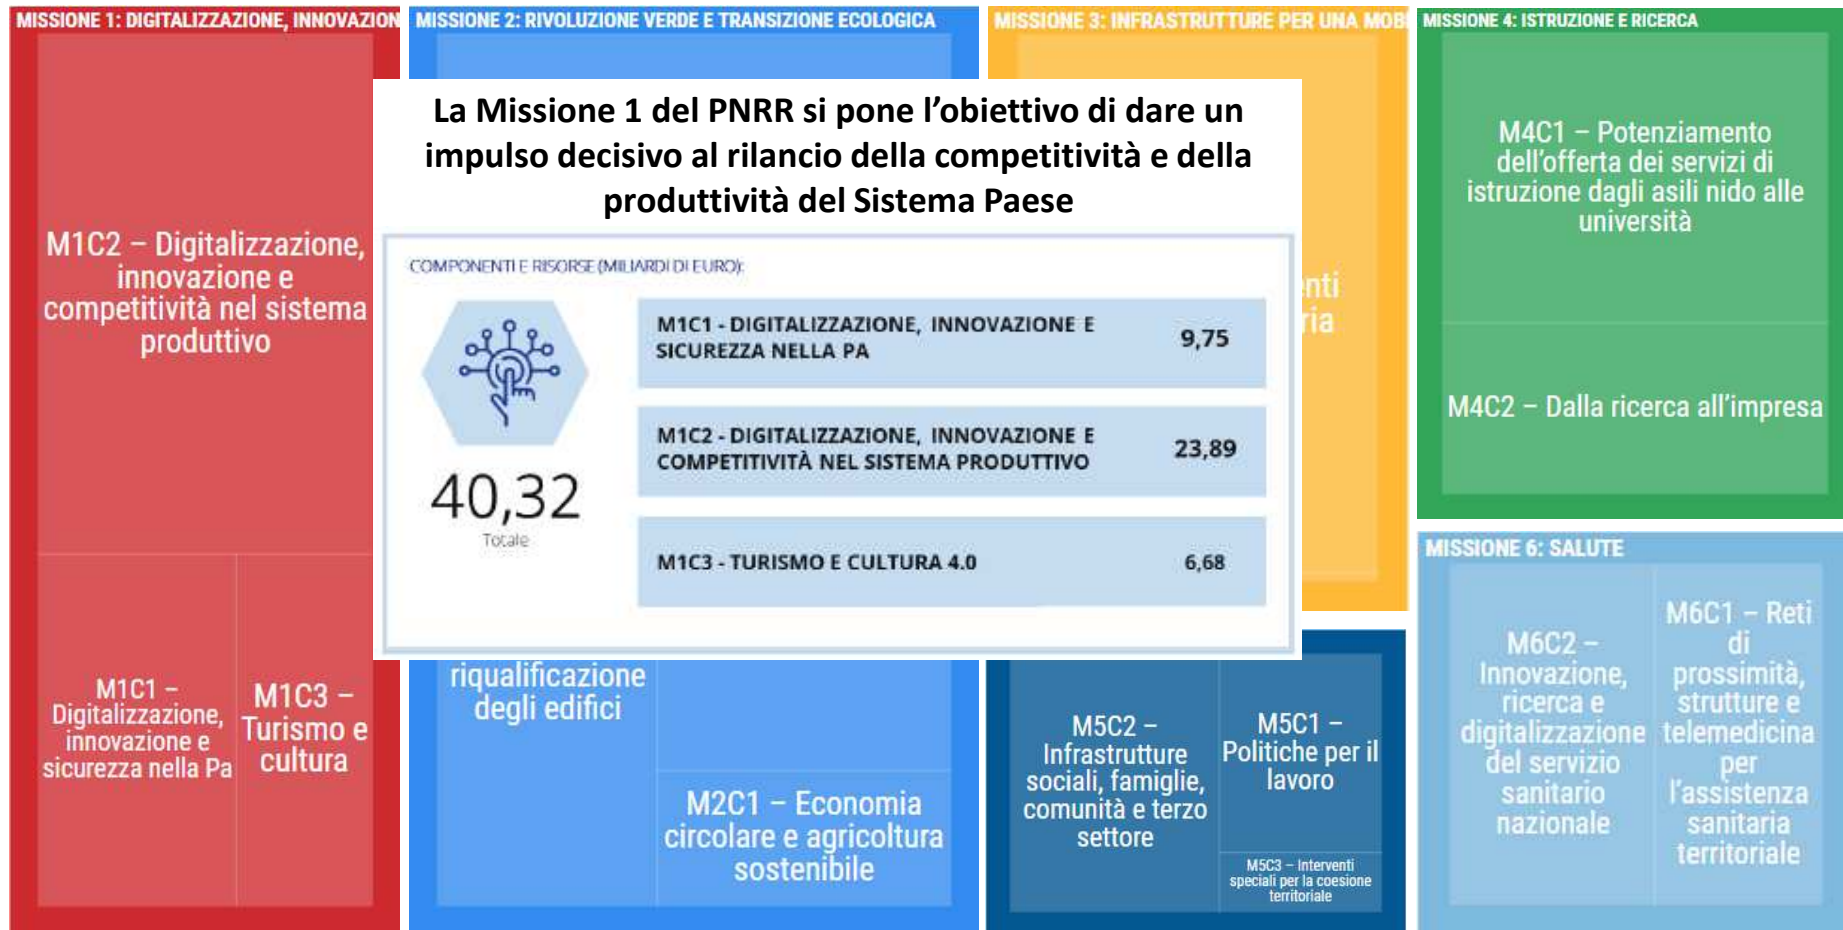 MISSIONE 1: DIGITALIZZAZIONE,
M1C2 – Digitalizzazione,
innovazione e
competitività nel sistema
produttivo
M1C1 –
Digitalizzazione,
innovazione e
sicurezza nella Pa
M1C3 –
Turismo e
cultura
MISSIONE 2: RIVOLUZIONE VERDE E TRANSIZIONE ECOLOGICA
riqualificazione
degli edifici
M2C1 – Economia
circolare e agricoltura
sostenibile
MISSIONE 3: INFRASTRUTTURE PER UNA
La Missione 1 del PNRR si pone l’obiettivo di dare un
impulso decisivo al rilancio della competitività e della
produttività del Sistema Paese
COMPONENTI E RISORSE (MILIARDI DI EURO):
40,32
Totale
M1C1 - DIGITALIZZAZIONE, INNOVAZIONE E
SICUREZZA NELLA PA
9,75
M1C2 - DIGITALIZZAZIONE, INNOVAZIONE E
COMPETITIVITÀ NEL SISTEMA PRODUTTIVO
23,89
M1C3 - TURISMO E CULTURA 4.0
6,68
MISSIONE 4: ISTRUZIONE E RICERCA
M4C1 – Potenziamento
dell’offerta dei servizi di
istruzione dagli asili nido alle
università
M4C2 – Dalla ricerca all’impresa
M5C2 –
Infrastrutture
sociali, famiglie,
comunità e terzo
settore
M5C1 –
Politiche per il
lavoro
M5C3 – Interventi
speciali per la coesione
territoriale
MISSIONE 6: SALUTE
M6C2 –
Innovazione,
ricerca e
digitalizzazione
del servizio
sanitario
nazionale
M6C1 – Reti
di
prossimità,
strutture e
telemedicina
per
l’assistenza
sanitaria
territoriale